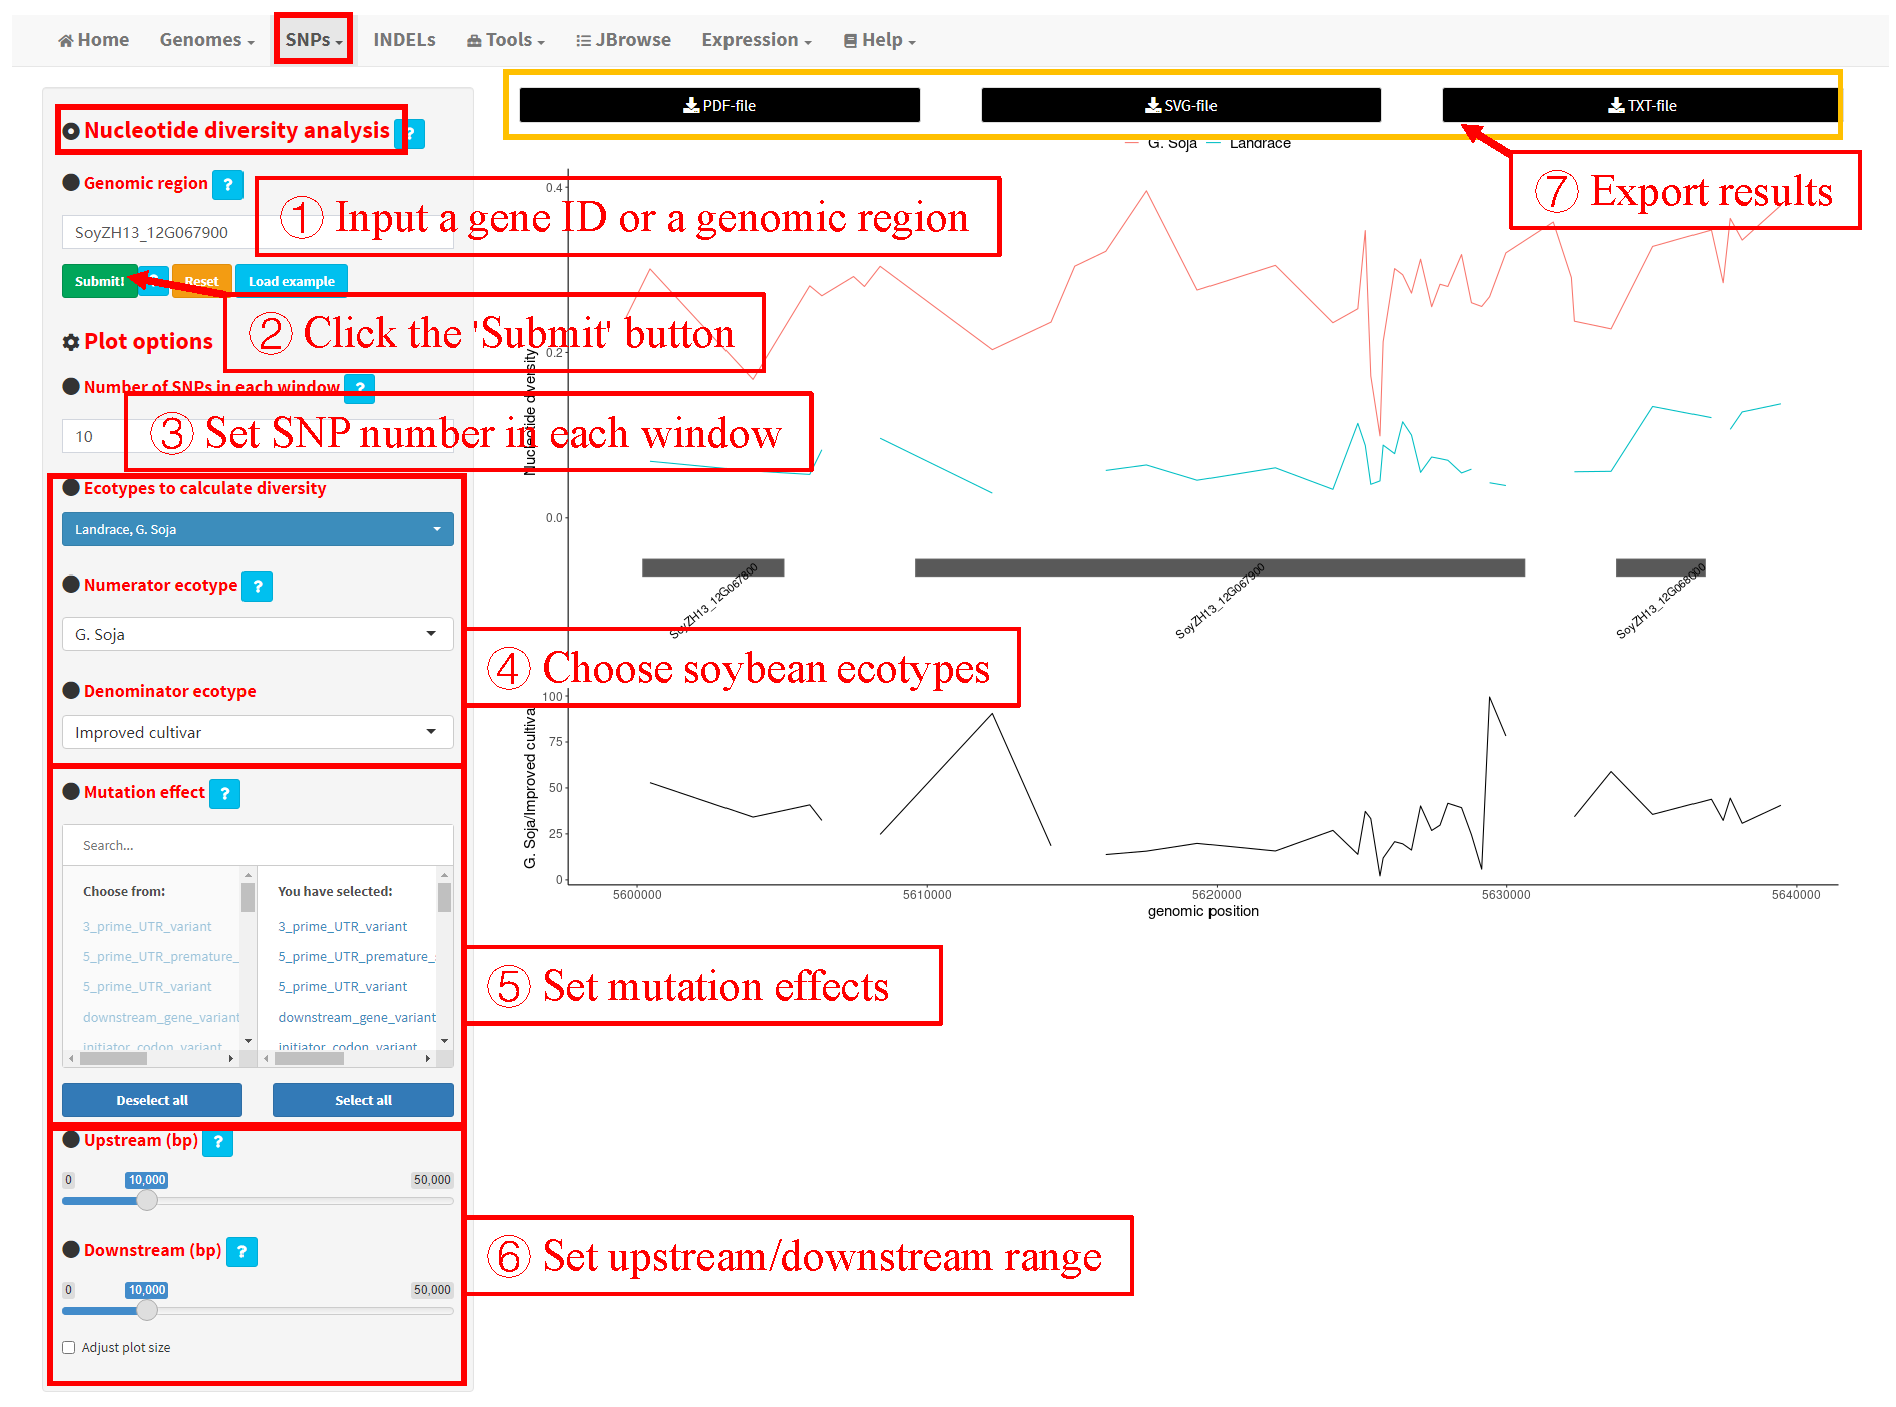 Home Genomes SNPs INDELs Tools JBrowse Expression Help
PDF-file SVG-file TXT-file
G. Soja Landrace
⑦ Export results
Nucleotide diversity analysis ?
Genomic region ?
SoyZH13_12G067900
① Input a gene ID or a genomic region
Submit! ? Reset Load example
② Click the 'Submit' button
Plot options
Number of SNPs in each window ?
10
③ Set SNP number in each window
Ecotypes to calculate diversity
Landrace, G. Soja
Numerator ecotype ?
G. Soja
Denominator ecotype
Improved cultivar
④ Choose soybean ecotypes
Mutation effect ?
Search...
Choose from: You have selected:
3_prime_UTR_variant 3_prime_UTR_variant
5_prime_UTR_premature_ 5_prime_UTR_premature_
5_prime_UTR_variant 5_prime_UTR_variant
downstream_gene_variant downstream_gene_variant
initiator_codon_variant initiator_codon_variant
Deselect all Select all
⑤ Set mutation effects
Upstream (bp) ?
0 10,000 50,000
Downstream (bp) ?
0 10,000 50,000
⑥ Set upstream/downstream range
Adjust plot size
Nucleotide diversity
0.4
0.2
0.0
SoyZH13_12G067800
SoyZH13_12G067900
SoyZH13_12G068000
G. Soja/Improved cultiva
100
75
50
25
0
5600000 5610000 5620000 5630000 5640000
genomic position